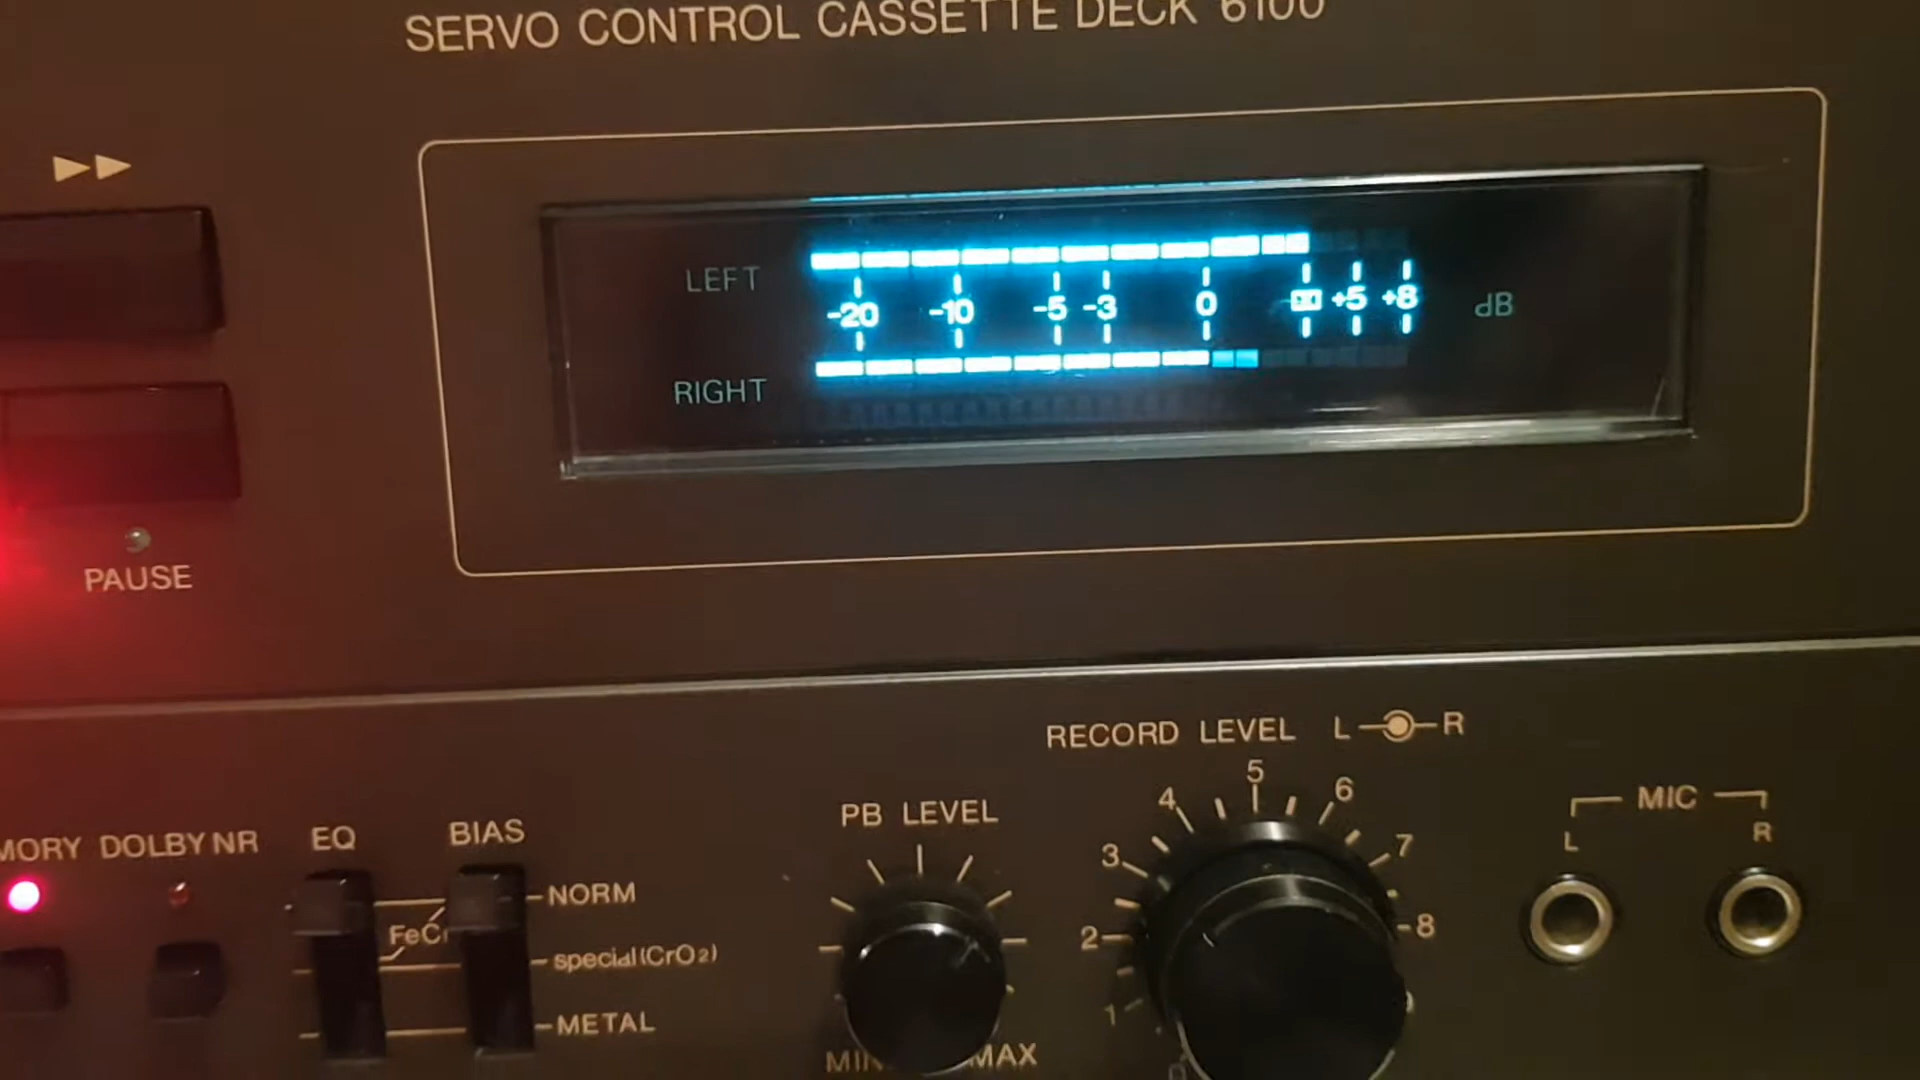 SERVO CONTROL CASSETTE DECK 6100
LEFT
-20 -10 -5 -3 0 +5 +8 dB
RIGHT
PAUSE
RECORD LEVEL L R
MORY DOLBY NR EQ BIAS PB LEVEL
1 2 3 4 5 6 7 8
MIC
L R
NORM
FeCr
special(CrO2)
METAL
MIN MAX